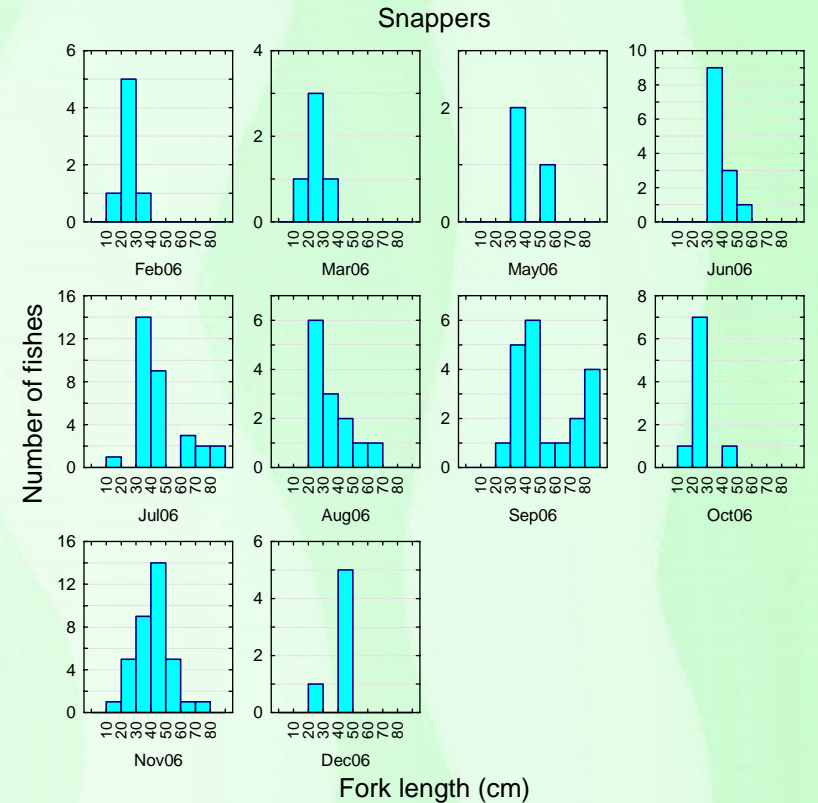 Snappers
Number of fishes
6 4 2 0
10 20 30 40 50 60 70 80
Feb06
4 2 0
10 20 30 40 50 60 70 80
Mar06
2 0
10 20 30 40 50 60 70 80
May06
10 8 6 4 2 0
10 20 30 40 50 60 70 80
Jun06
16 12 8 4 0
10 20 30 40 50 60 70 80
Jul06
6 4 2 0
10 20 30 40 50 60 70 80
Aug06
6 4 2 0
10 20 30 40 50 60 70 80
Sep06
8 6 4 2 0
10 20 30 40 50 60 70 80
Oct06
16 12 8 4 0
10 20 30 40 50 60 70 80
Nov06
6 4 2 0
10 20 30 40 50 60 70 80
Dec06
Fork length (cm)